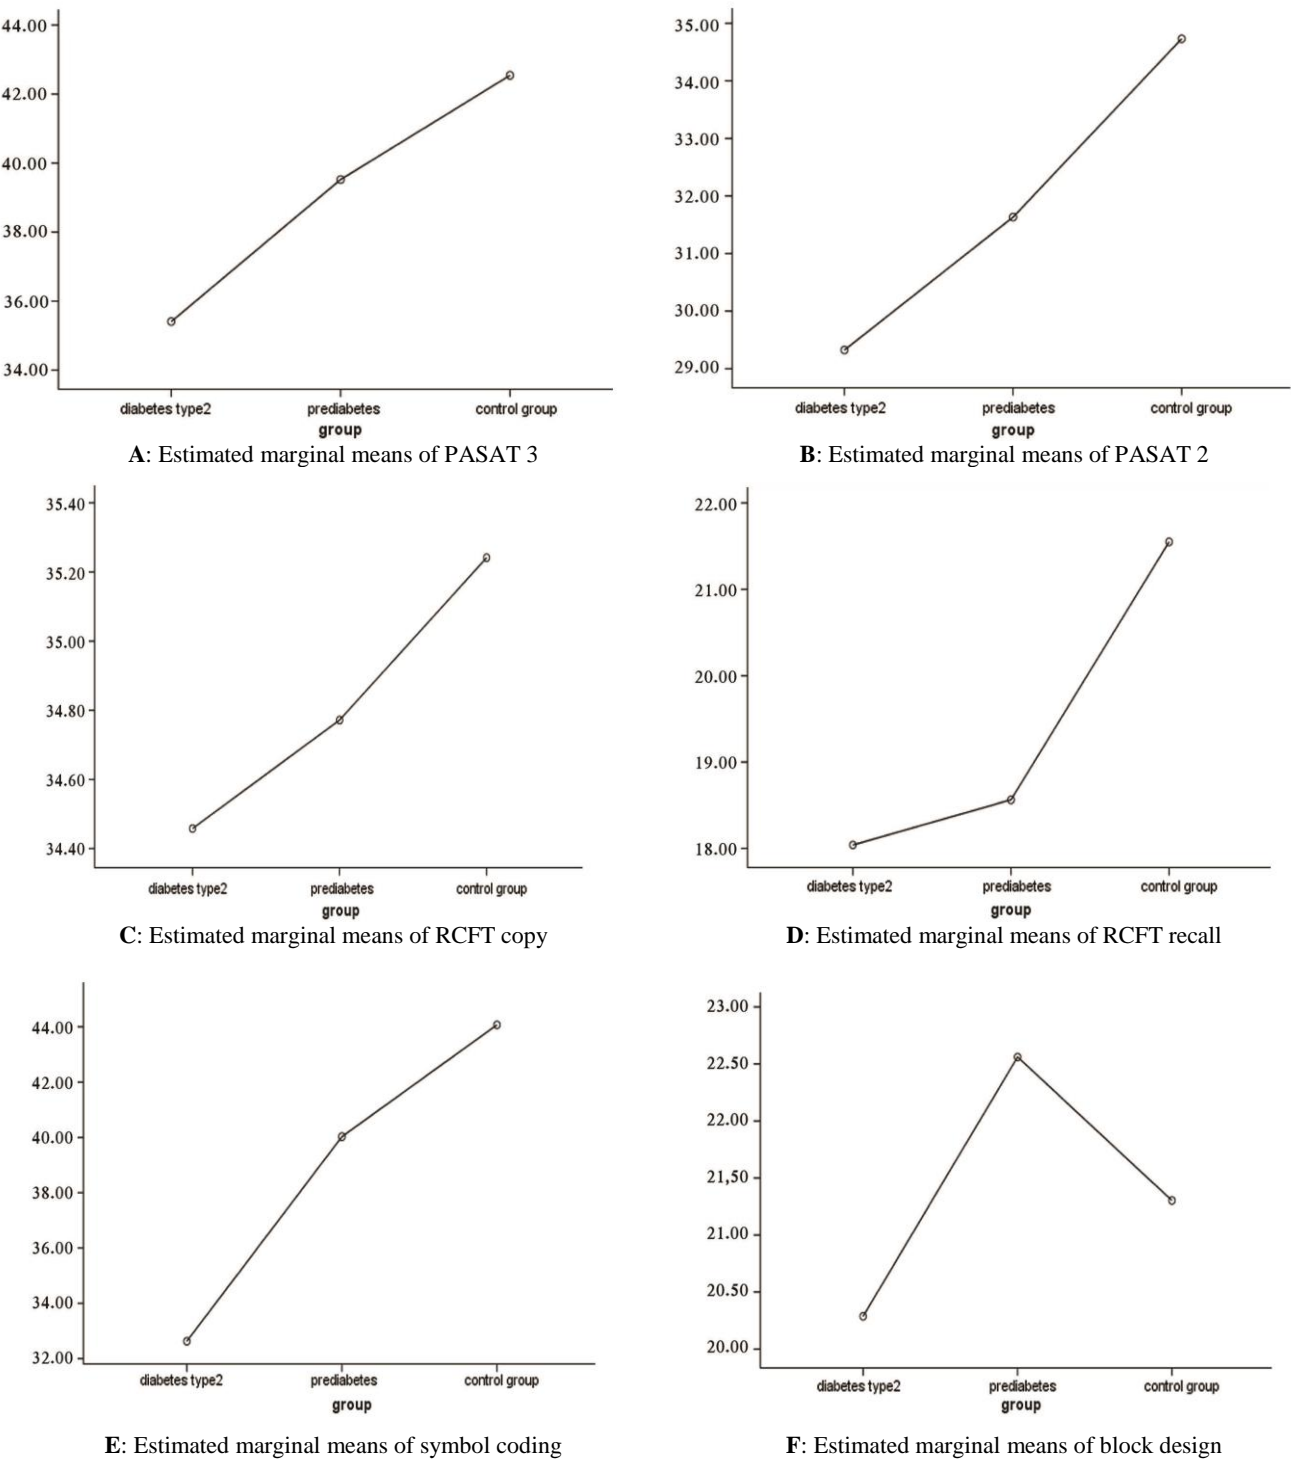 44.00
42.00
40.00
38.00
36.00
34.00
diabetes type2 prediabetes control group
group
A: Estimated marginal means of PASAT 3
35.00
34.00
33.00
32.00
31.00
30.00
29.00
diabetes type2 prediabetes control group
group
B: Estimated marginal means of PASAT 2
35.40
35.20
35.00
34.80
34.60
34.40
diabetes type2 prediabetes control group
group
C: Estimated marginal means of RCFT copy
22.00
21.00
20.00
19.00
18.00
diabetes type2 prediabetes control group
group
D: Estimated marginal means of RCFT recall
44.00
42.00
40.00
38.00
36.00
34.00
32.00
diabetes type2 prediabetes control group
group
E: Estimated marginal means of symbol coding
23.00
22.50
22.00
21,50
21.00
20.50
20.00
diabetes type2 prediabetes control group
group
F: Estimated marginal means of block design